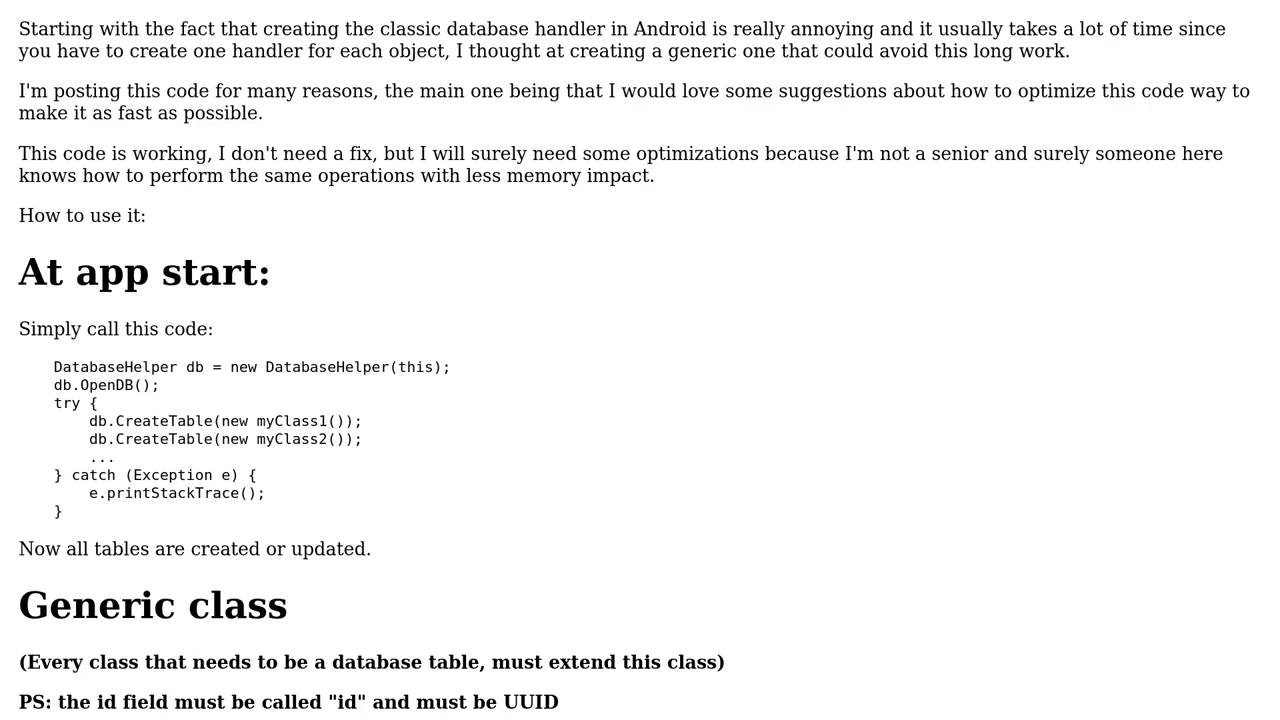 Starting with the fact that creating the classic database handler in Android is really annoying and it usually takes a lot of time since
you have to create one handler for each object, I thought at creating a generic one that could avoid this long work.
I'm posting this code for many reasons, the main one being that I would love some suggestions about how to optimize this code way to
make it as fast as possible.
This code is working, I don't need a fix, but I will surely need some optimizations because I'm not a senior and surely someone here
knows how to perform the same operations with less memory impact.
How to use it:
At app start:
Simply call this code:
DatabaseHelper db = new DatabaseHelper(this);
db.OpenDB();
try {
    db.CreateTable(new myClass1());
    db.CreateTable(new myClass2());
    ...
} catch (Exception e) {
    e.printStackTrace();
}
Now all tables are created or updated.
Generic class
(Every class that needs to be a database table, must extend this class)
PS: the id field must be called "id" and must be UUID